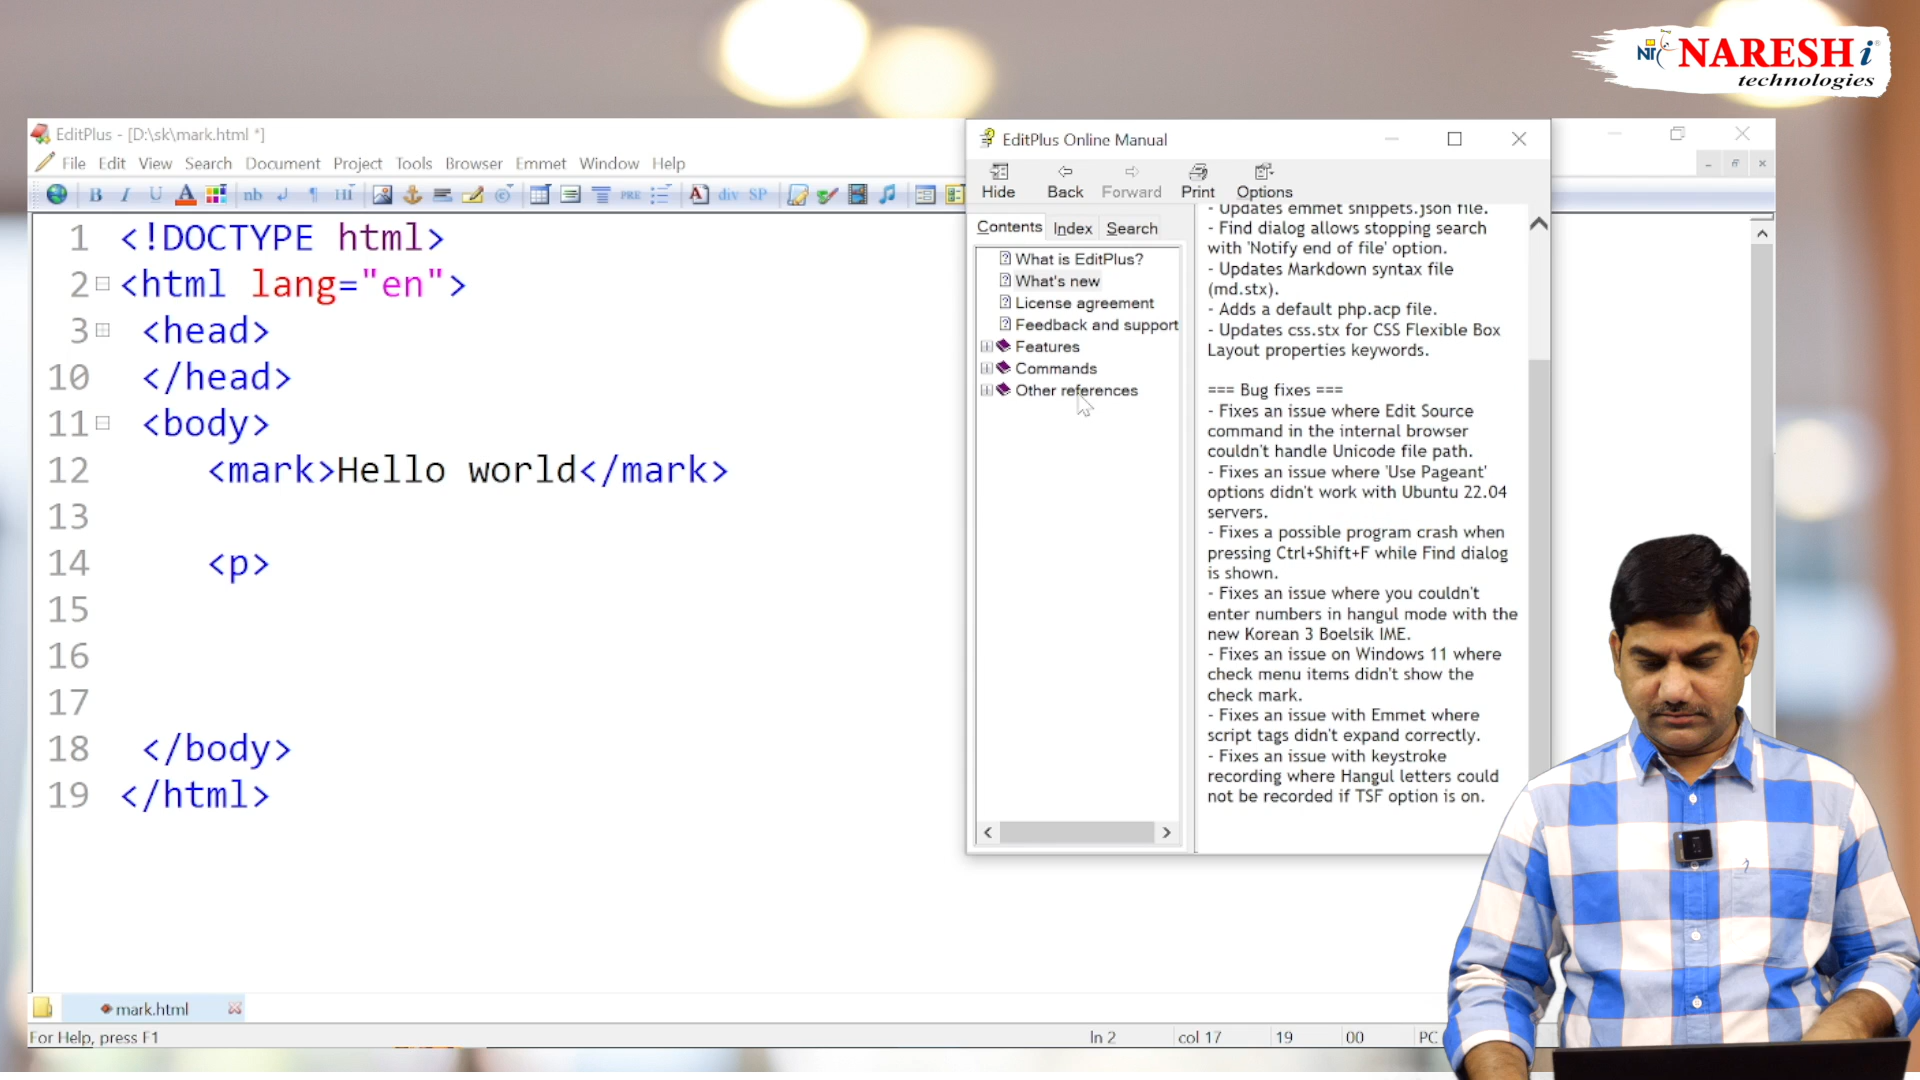 NARESH i
technologies
EditPlus - [D:\sk\mark.html *]
File Edit View Search Document Project Tools Browser Emmet Window Help
B I U A nb ¶ HI PRE A div SP
1 <!DOCTYPE html>
2 <html lang="en">
3 <head>
10 </head>
11 <body>
12 <mark>Hello world</mark>
13
14 <p>
15
16
17
18 </body>
19 </html>
mark.html
For Help, press F1
ln 2 col 17 19 00 PC
EditPlus Online Manual
Hide Back Forward Print Options
Contents Index Search
What is EditPlus?
What's new
License agreement
Feedback and support
Features
Commands
Other references
- Updates emmet snippets.json file.
- Find dialog allows stopping search
with 'Notify end of file' option.
- Updates Markdown syntax file
(md.stx).
- Adds a default php.acp file.
- Updates css.stx for CSS Flexible Box
Layout properties keywords.
=== Bug fixes ===
- Fixes an issue where Edit Source
command in the internal browser
couldn't handle Unicode file path.
- Fixes an issue where 'Use Pageant'
options didn't work with Ubuntu 22.04
servers.
- Fixes a possible program crash when
pressing Ctrl+Shift+F while Find dialog
is shown.
- Fixes an issue where you couldn't
enter numbers in hangul mode with the
new Korean 3 Boelsik IME.
- Fixes an issue on Windows 11 where
check menu items didn't show the
check mark.
- Fixes an issue with Emmet where
script tags didn't expand correctly.
- Fixes an issue with keystroke
recording where Hangul letters could
not be recorded if TSF option is on.